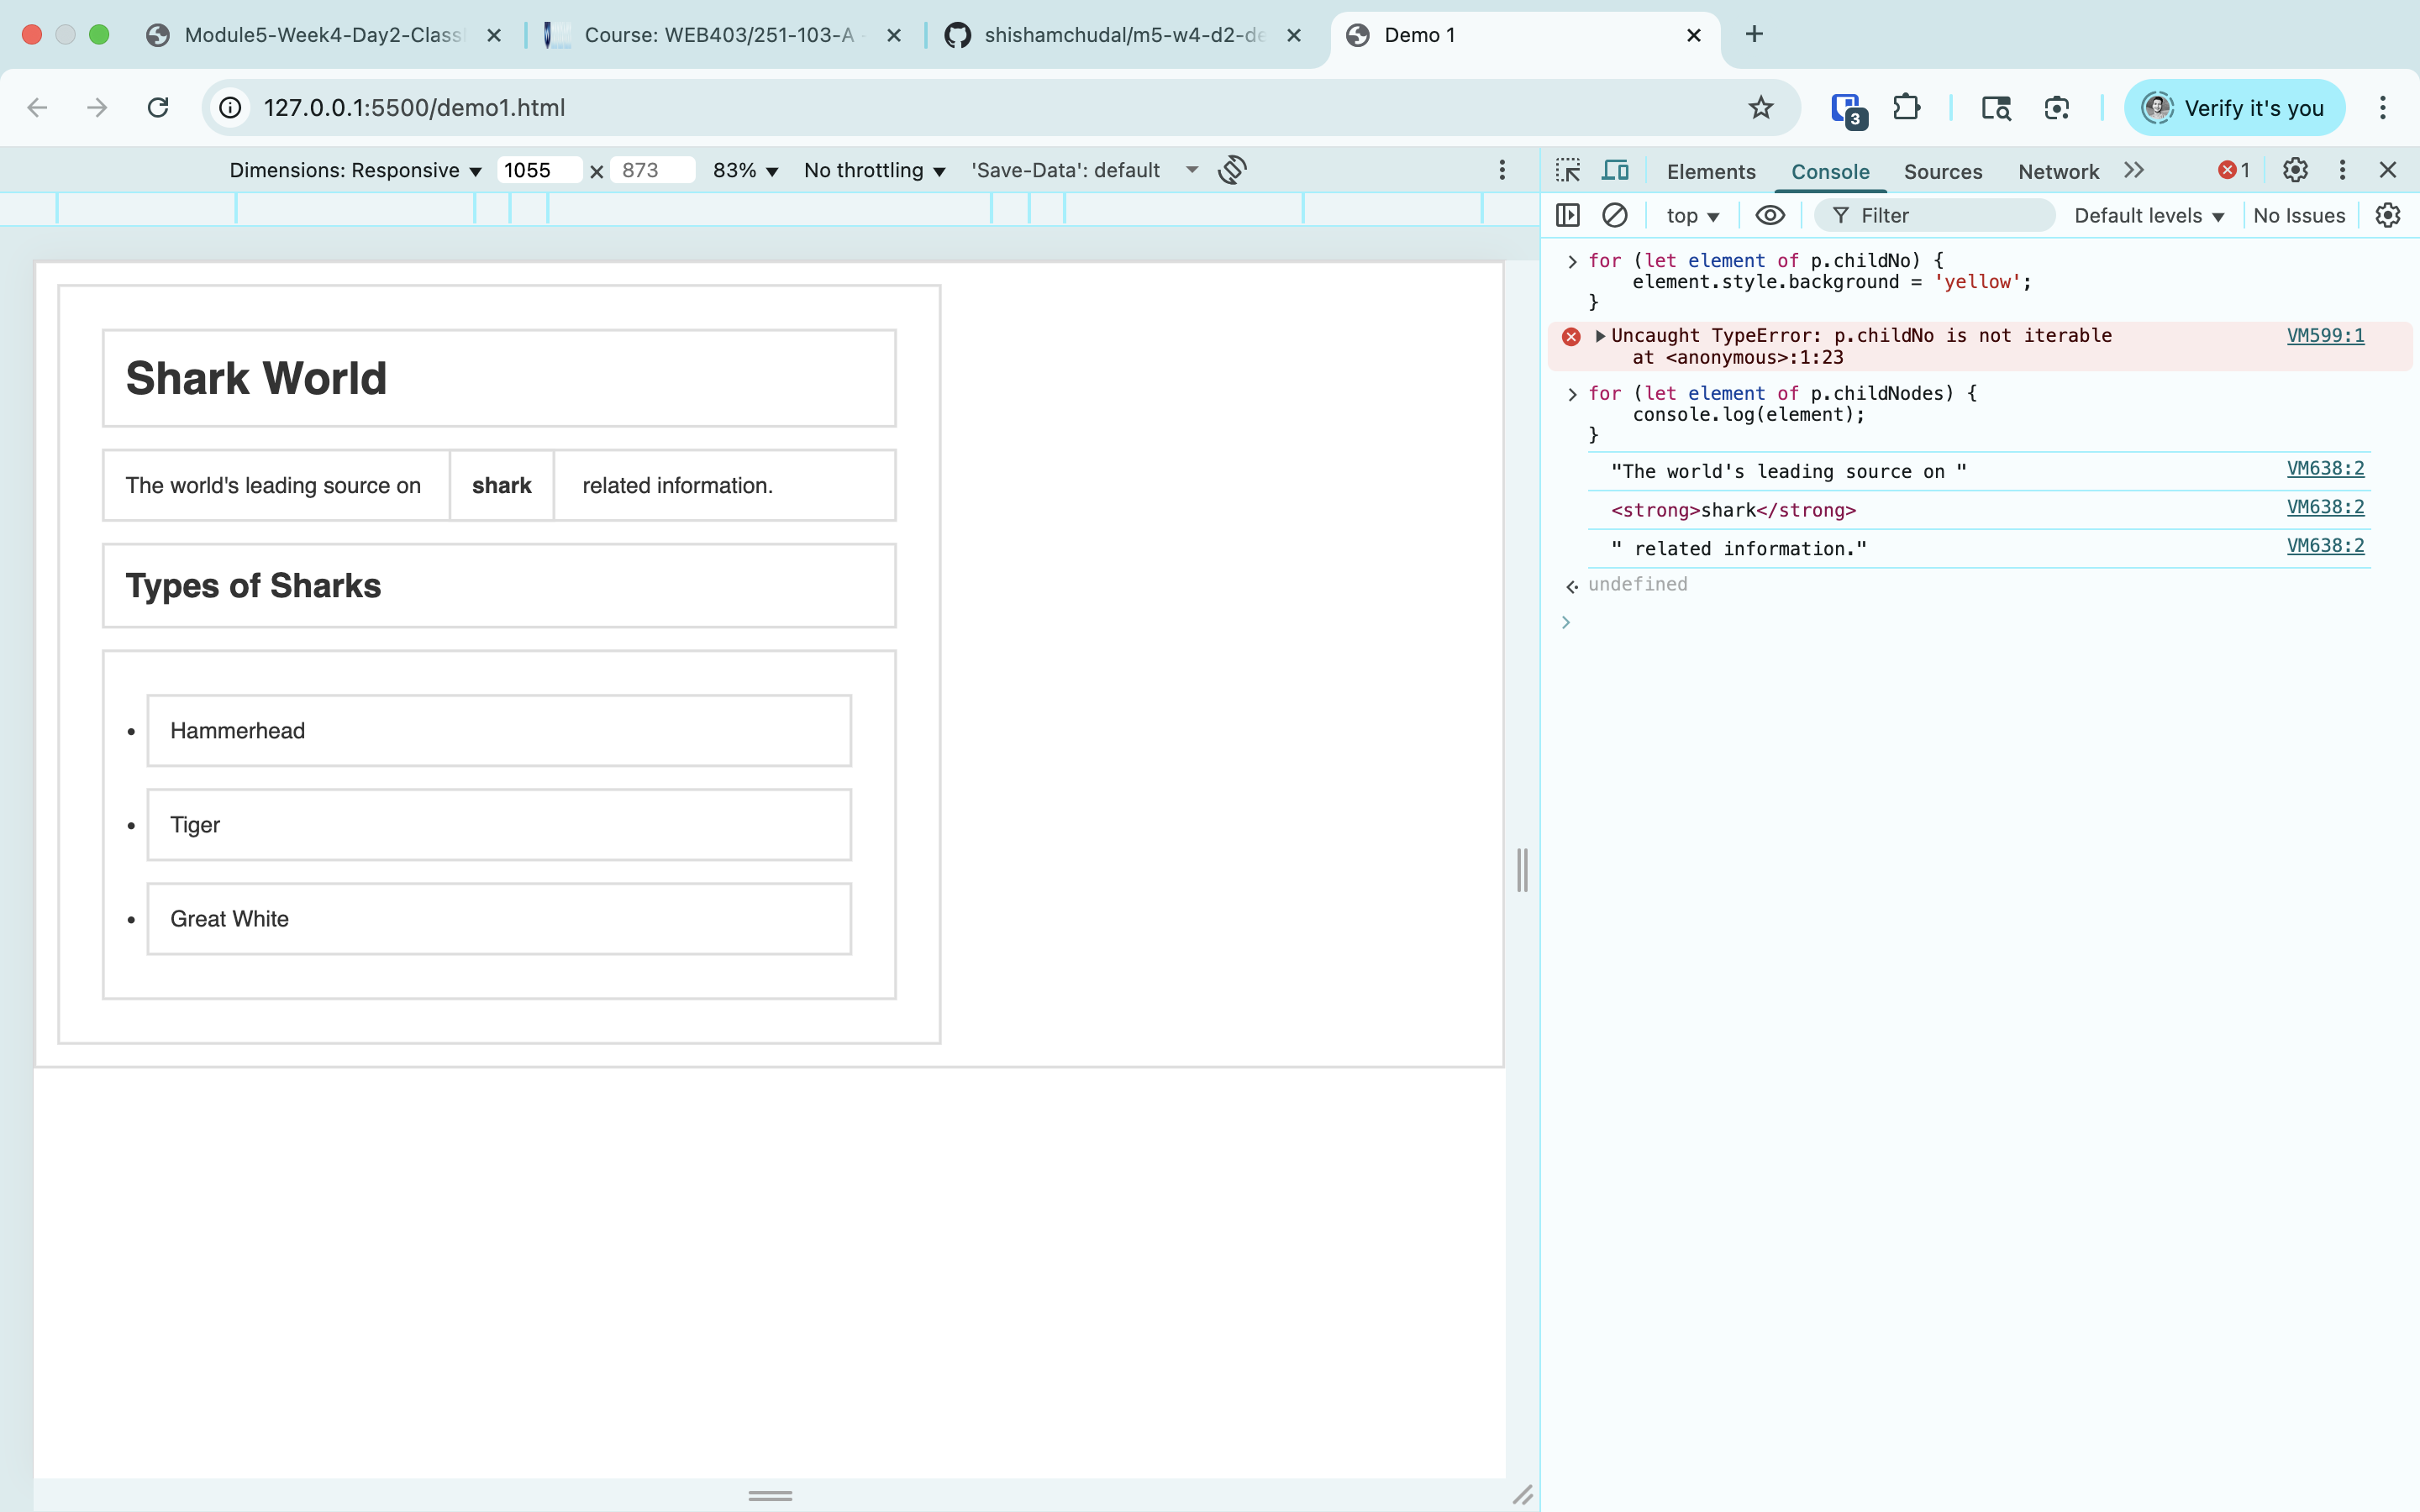 Module5-Week4-Day2-Class
Course: WEB403/251-103-A
shishamchudal/m5-w4-d2-de
Demo 1
127.0.0.1:5500/demo1.html
3
Verify it's you
Dimensions: Responsive 1055 × 873 83% No throttling 'Save-Data': default
Elements Console Sources Network 1
top Filter Default levels No Issues
Shark World
The world's leading source on shark related information.
Types of Sharks
• Hammerhead
• Tiger
• Great White
for (let element of p.childNo) {
element.style.background = 'yellow';
}
Uncaught TypeError: p.childNo is not iterable VM599:1
at <anonymous>:1:23
for (let element of p.childNodes) {
console.log(element);
}
"The world's leading source on " VM638:2
<strong>shark</strong> VM638:2
" related information." VM638:2
undefined